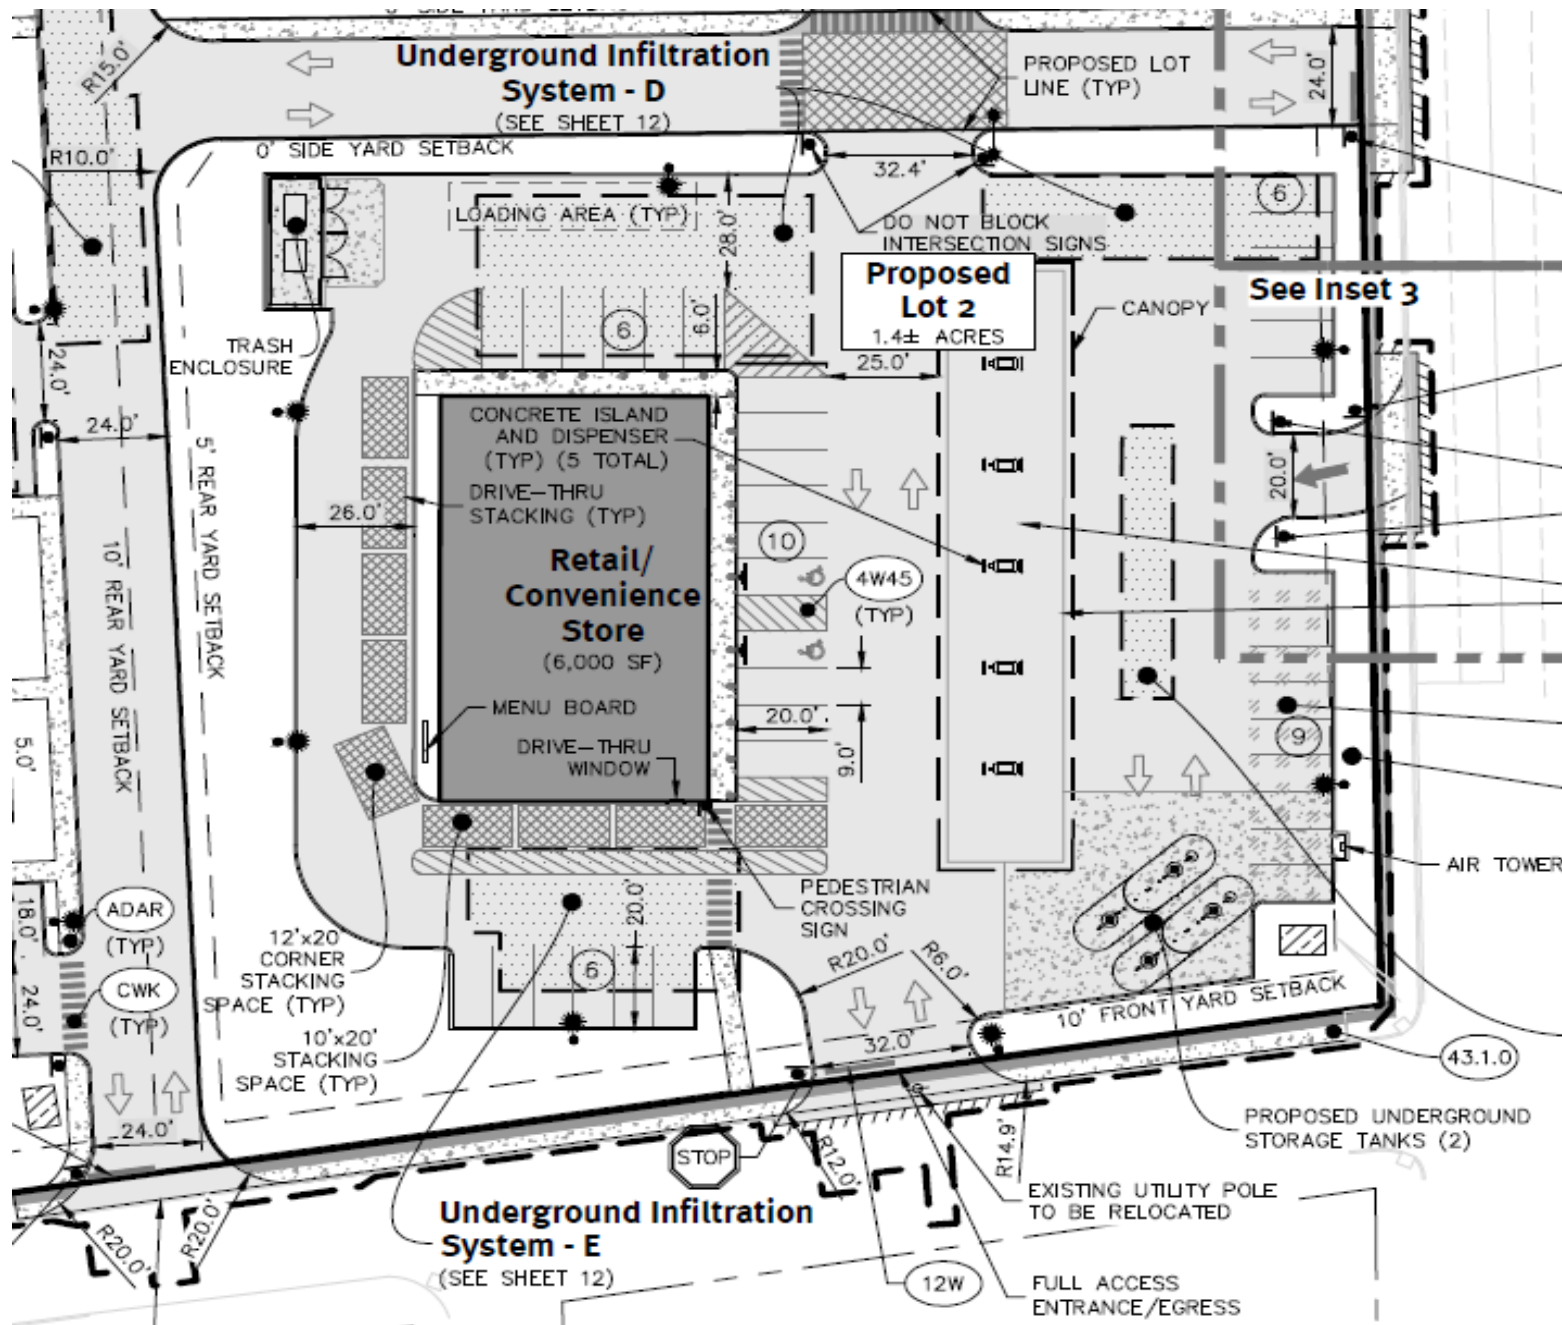 R15.0'
Underground Infiltration
System - D
(SEE SHEET 12)
PROPOSED LOT
LINE (TYP)
24.0'
0' SIDE YARD SETBACK
R10.0'
32.4'
6
LOADING AREA (TYP)
28.0'
DO NOT BLOCK
INTERSECTION SIGNS
Proposed
Lot 2
1.4± ACRES
See Inset 3
CANOPY
TRASH
ENCLOSURE
6
6.0'
25.0'
24.0'
24.0'
CONCRETE ISLAND
AND DISPENSER
(TYP) (5 TOTAL)
DRIVE-THRU
STACKING (TYP)
5' REAR YARD SETBACK
10' REAR YARD SETBACK
26.0'
20.0'
10
Retail/
Convenience
Store
(6,000 SF)
4W45
(TYP)
MENU BOARD
DRIVE-THRU
WINDOW
20.0'
9.0'
9
5.0'
AIR TOWER
PEDESTRIAN
CROSSING
SIGN
ADAR
(TYP)
18.0'
20.0'
12'x20'
CORNER
STACKING
SPACE (TYP)
6
R20.0'
R6.0'
CWK
(TYP)
24.0'
10' FRONT YARD SETBACK
10'x20'
STACKING
SPACE (TYP)
32.0'
43.1.0
24.0'
PROPOSED UNDERGROUND
STORAGE TANKS (2)
STOP
R12.0'
R14.9'
EXISTING UTILITY POLE
TO BE RELOCATED
R20.0'
R20.0'
Underground Infiltration
System - E
(SEE SHEET 12)
12W
FULL ACCESS
ENTRANCE/EGRESS